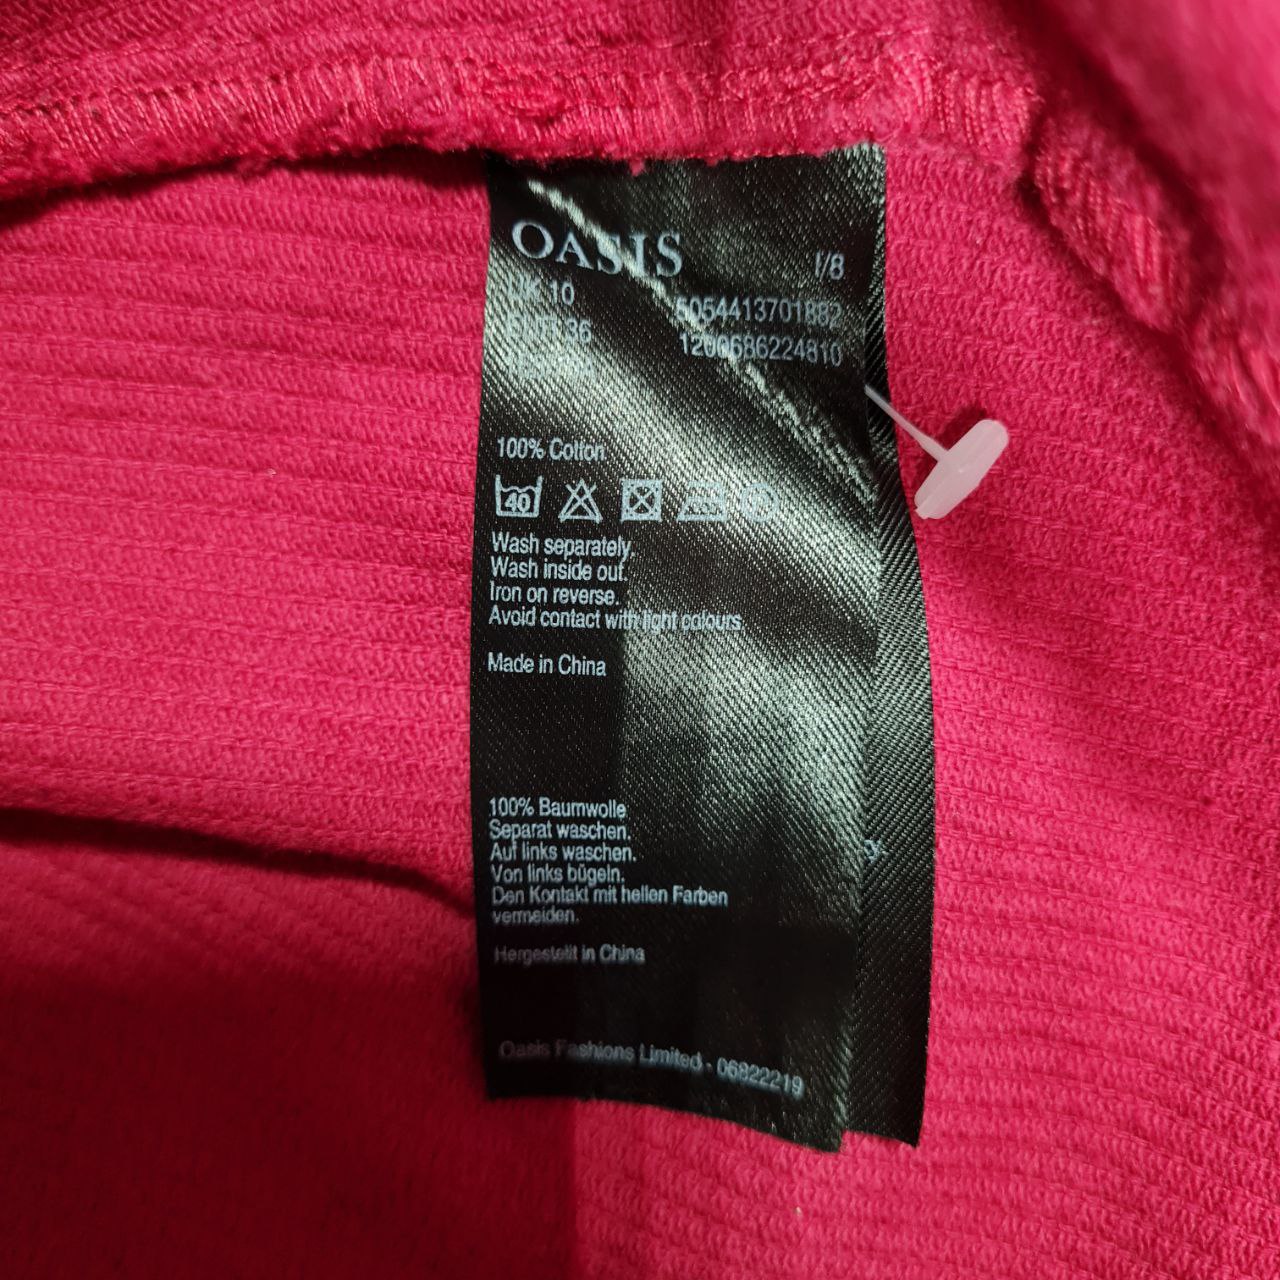 OASIS
I/8
UK 10
5054413701882
EUR 36
1200686224810
100% Cotton
40
Wash separately.
Wash inside out.
Iron on reverse.
Avoid contact with light colours
Made in China
100% Baumwolle
Separat waschen.
Auf links waschen.
Von links bügeln.
Den Kontakt mit hellen Farben
vermeiden.
Hergestellt in China
Oasis Fashions Limited - 06822219